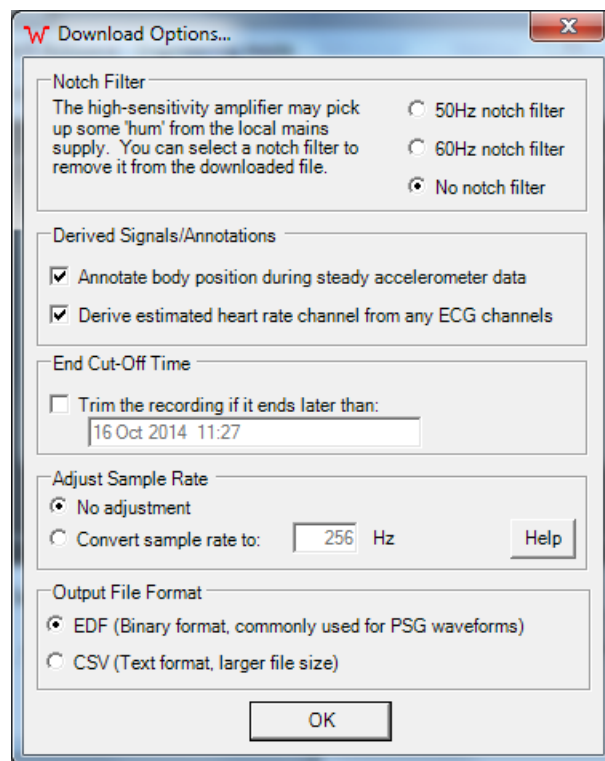 Download Options...
Notch Filter
The high-sensitivity amplifier may pick
up some 'hum' from the local mains
supply. You can select a notch filter to
remove it from the downloaded file.
50Hz notch filter
60Hz notch filter
No notch filter
Derived Signals/Annotations
Annotate body position during steady accelerometer data
Derive estimated heart rate channel from any ECG channels
End Cut-Off Time
Trim the recording if it ends later than:
16 Oct 2014 11:27
Adjust Sample Rate
No adjustment
Convert sample rate to: 256 Hz Help
Output File Format
EDF (Binary format, commonly used for PSG waveforms)
CSV (Text format, larger file size)
OK